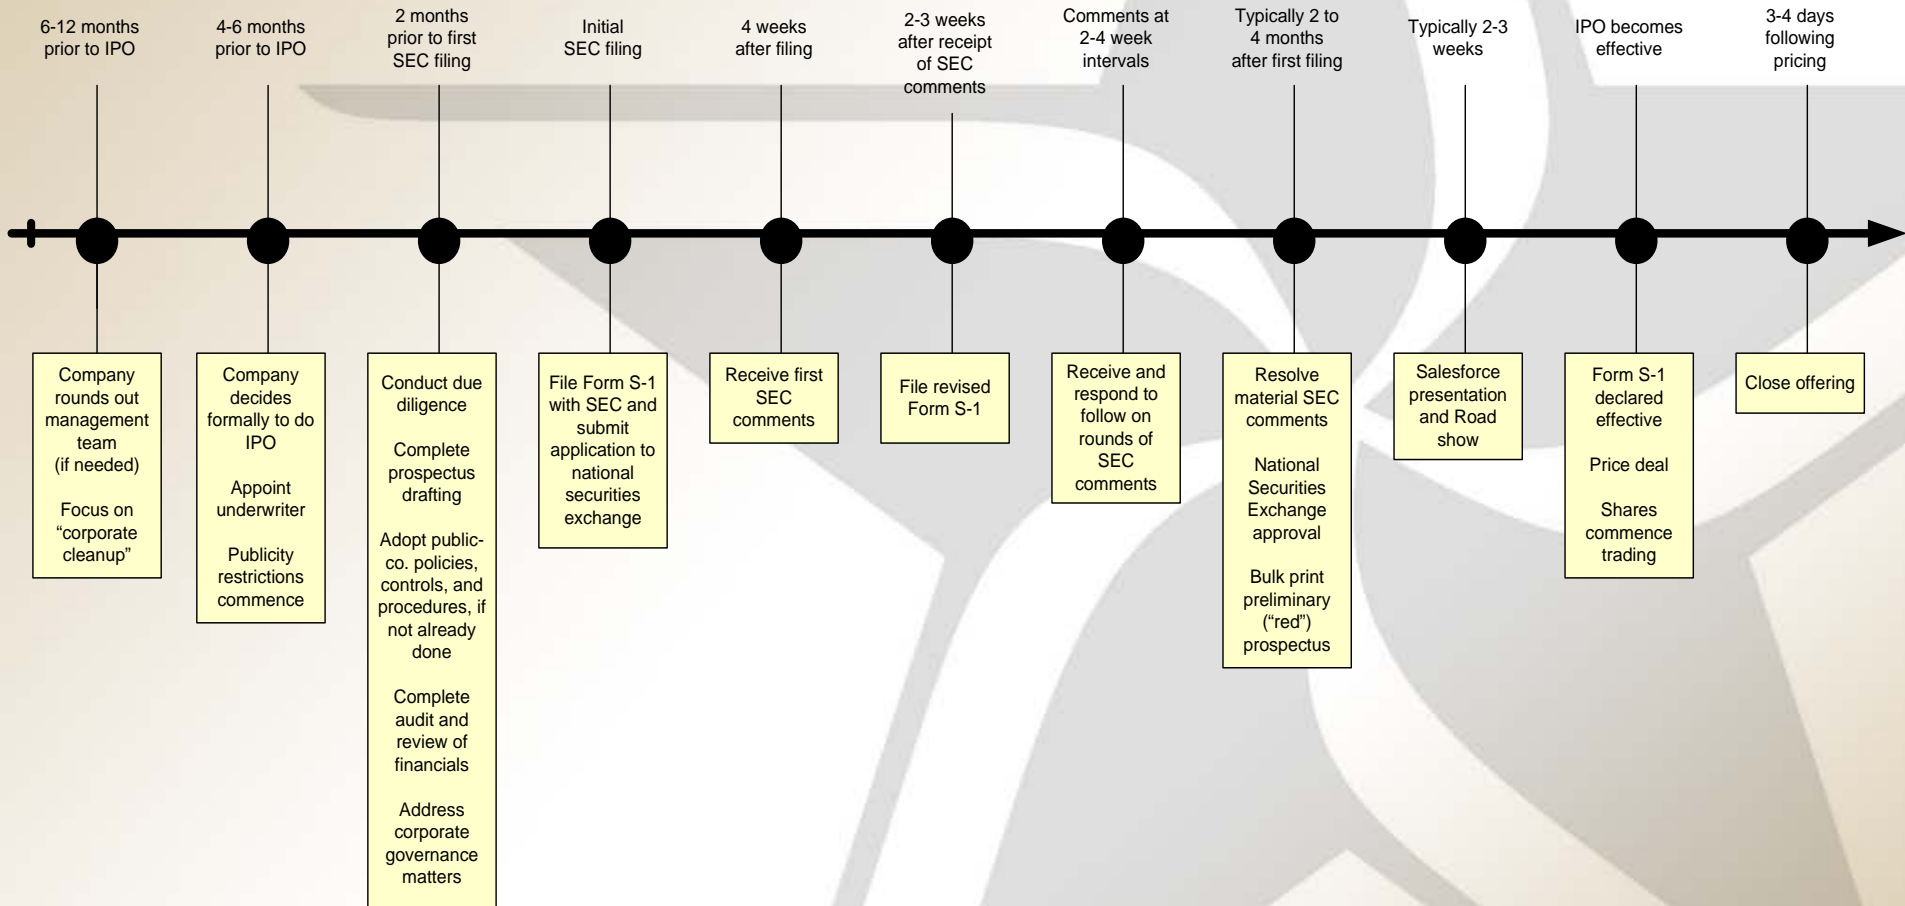 6-12 months
prior to IPO
4-6 months
prior to IPO
2 months
prior to first
SEC filing
Initial
SEC filing
4 weeks
after filing
2-3 weeks
after receipt
of SEC
comments
Comments at
2-4 week
intervals
Typically 2 to
4 months
after first filing
Typically 2-3
weeks
IPO becomes
effective
3-4 days
following
pricing
Company
rounds out
management
team
(if needed)
Focus on
“corporate
cleanup”
Company
decides
formally to do
IPO
Appoint
underwriter
Publicity
restrictions
commence
Conduct due
diligence
Complete
prospectus
drafting
Adopt public-
co. policies,
controls, and
procedures, if
not already
done
Complete
audit and
review of
financials
Address
corporate
governance
matters
File Form S-1
with SEC and
submit
application to
national
securities
exchange
Receive first
SEC
comments
File revised
Form S-1
Receive and
respond to
follow on
rounds of
SEC
comments
Resolve
material SEC
comments
National
Securities
Exchange
approval
Bulk print
preliminary
(“red”)
prospectus
Salesforce
presentation
and Road
show
Form S-1
declared
effective
Price deal
Shares
commence
trading
Close offering